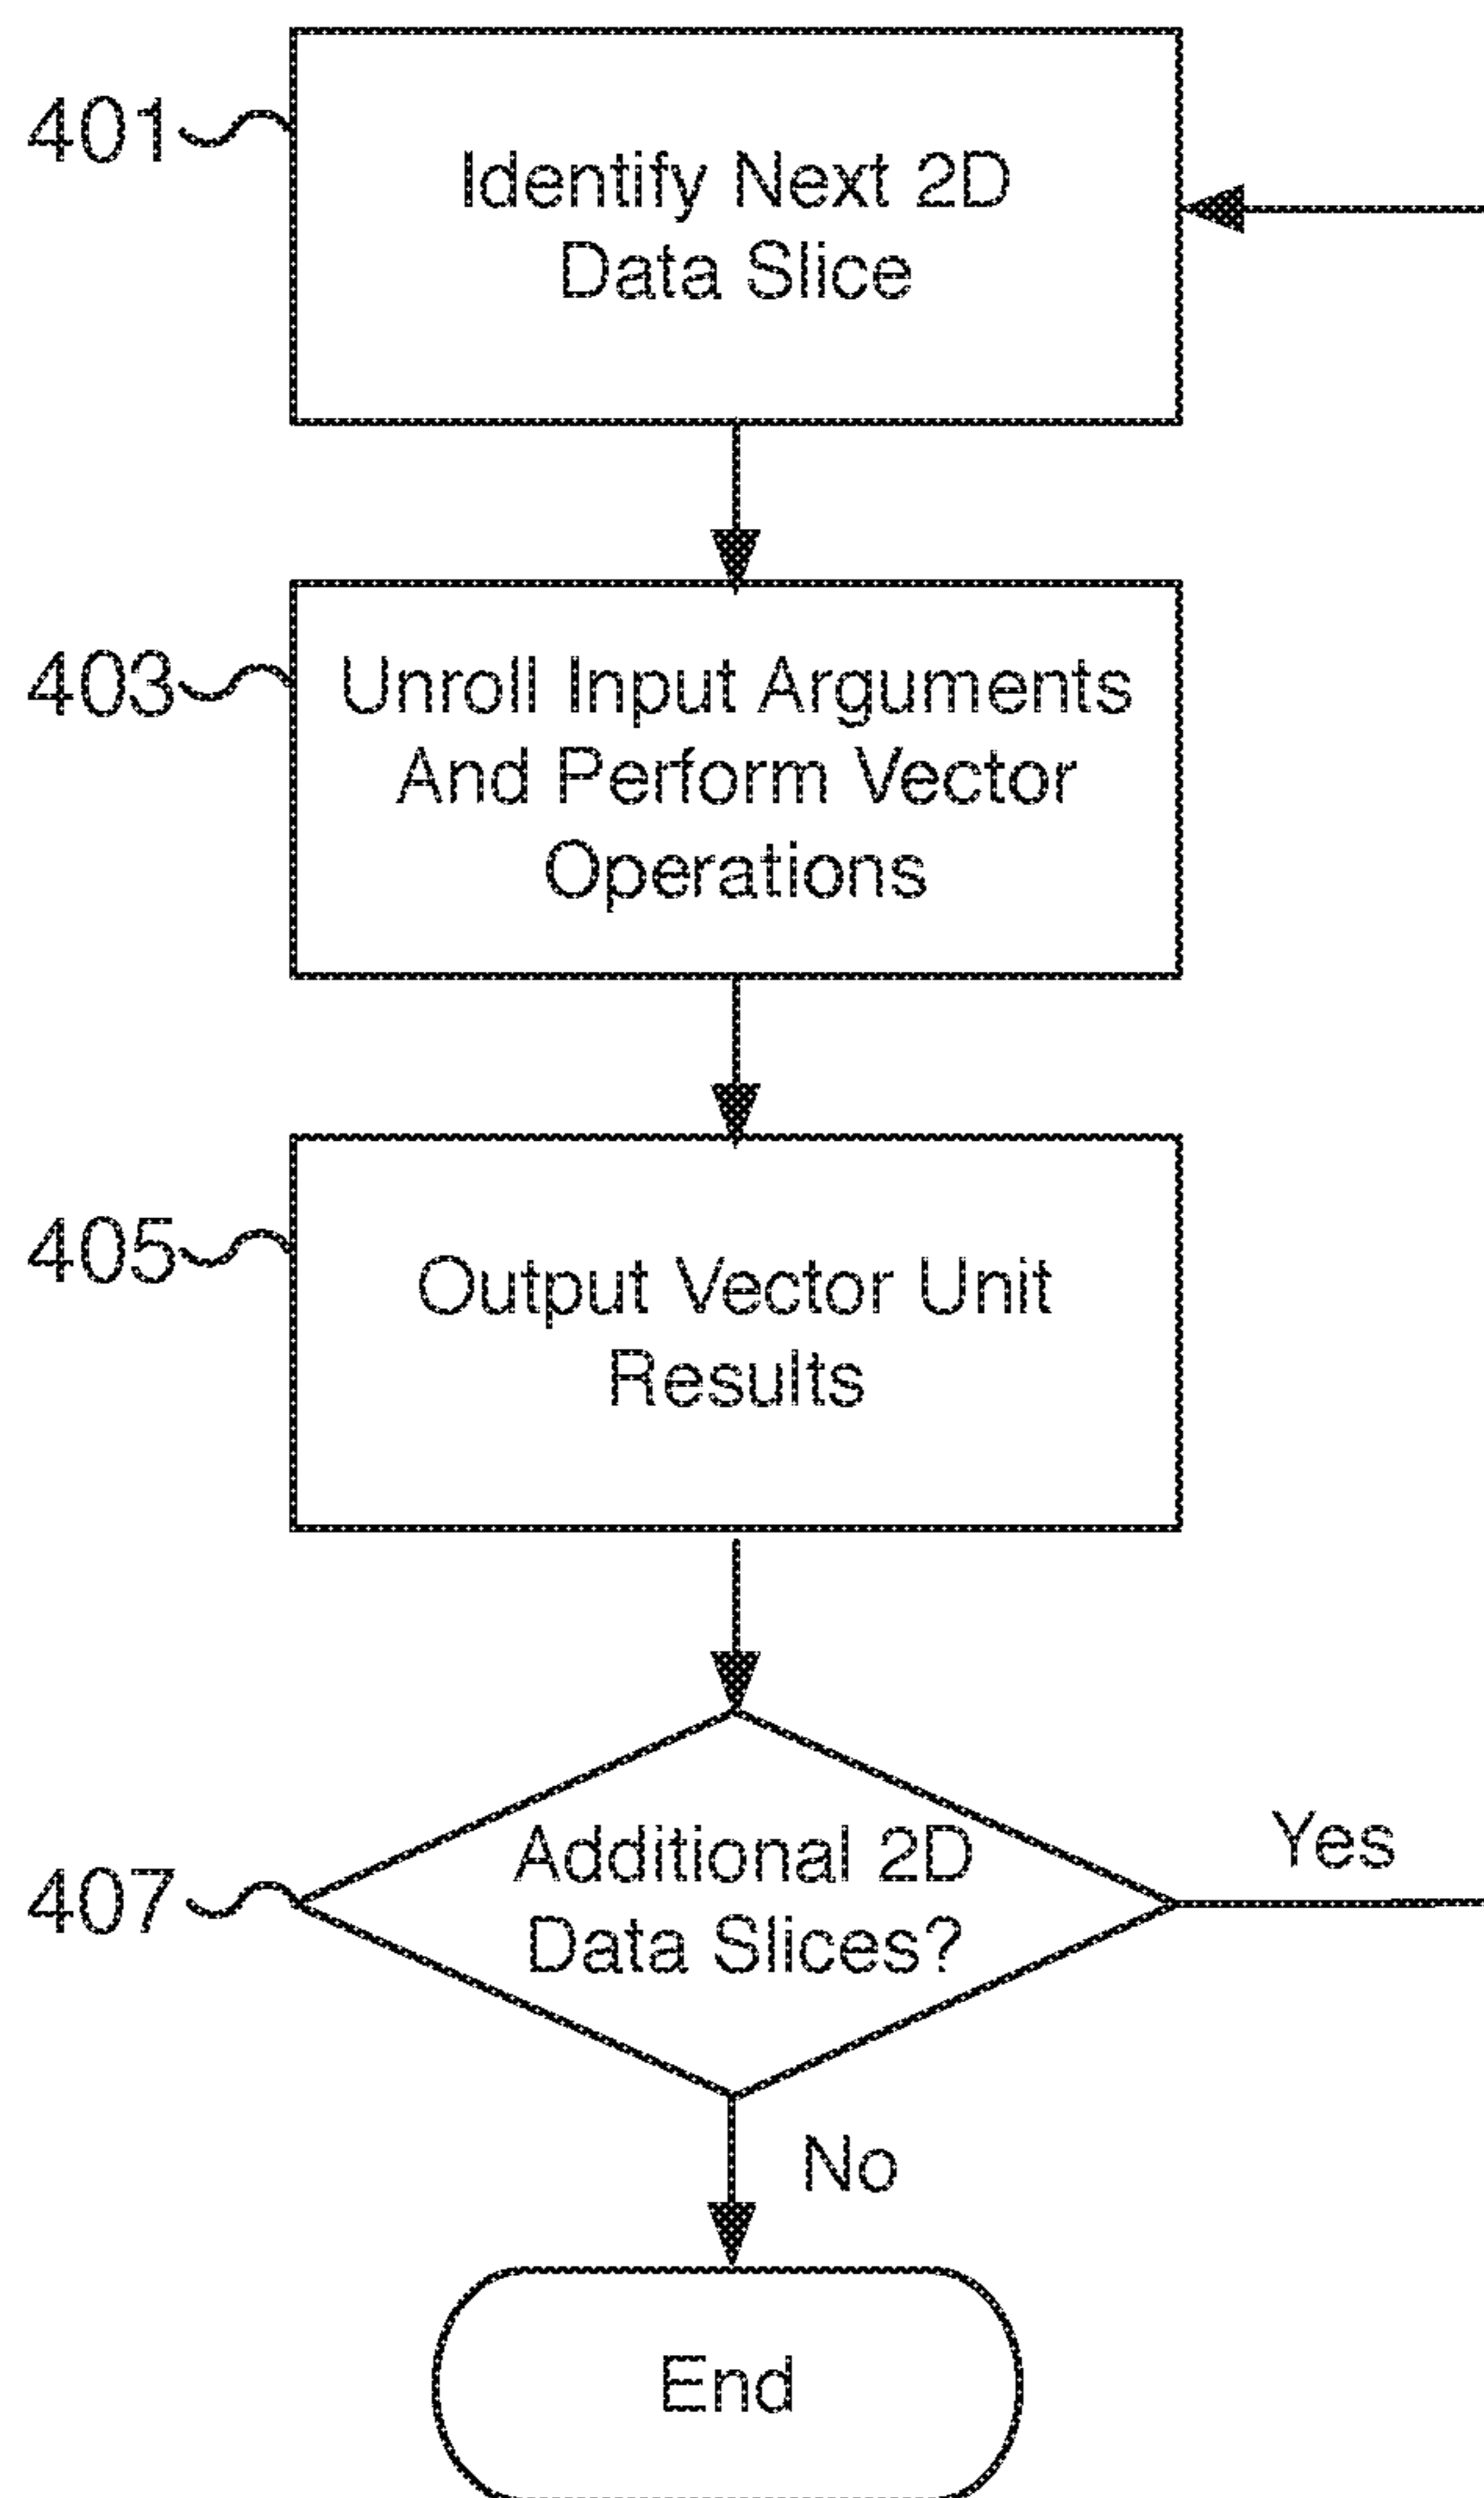 401
Identify Next 2D
Data Slice
403
Unroll Input Arguments
And Perform Vector
Operations
405
Output Vector Unit
Results
407
Additional 2D
Data Slices?
Yes
No
End